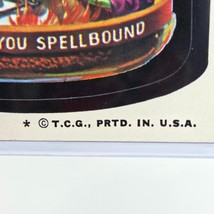 YOU SPELLBOUND
* © T.C.G., PRTD. IN. U.S.A.